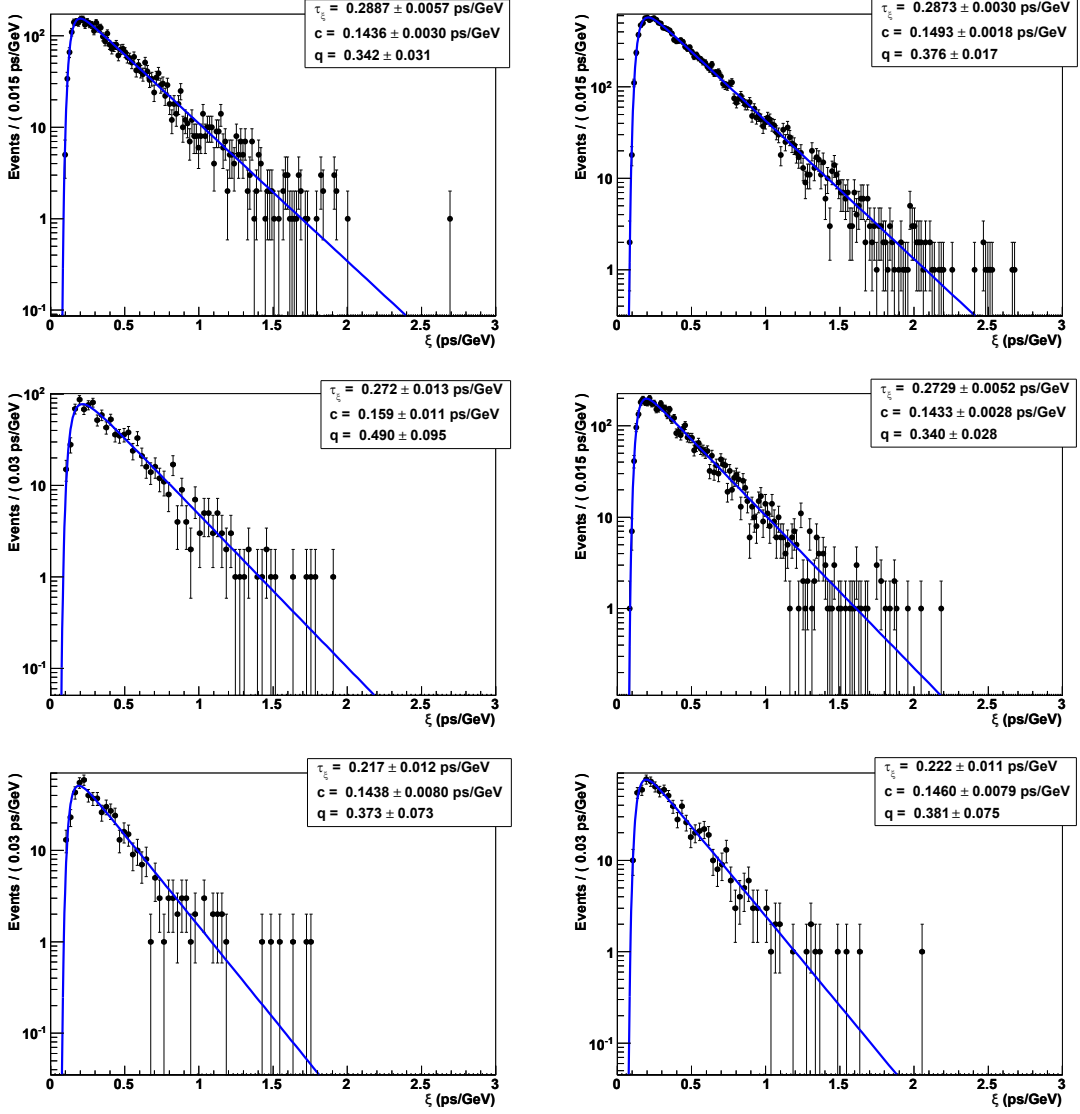 τξ = 0.2887 ± 0.0057 ps/GeV
c = 0.1436 ± 0.0030 ps/GeV
q = 0.342 ± 0.031
Events / ( 0.015 ps/GeV )
10²
10
1
10⁻¹
0 0.5 1 1.5 2 2.5 3
ξ (ps/GeV)
τξ = 0.2873 ± 0.0030 ps/GeV
c = 0.1493 ± 0.0018 ps/GeV
q = 0.376 ± 0.017
Events / ( 0.015 ps/GeV )
10²
10
1
0 0.5 1 1.5 2 2.5 3
ξ (ps/GeV)
τξ = 0.272 ± 0.013 ps/GeV
c = 0.159 ± 0.011 ps/GeV
q = 0.490 ± 0.095
Events / ( 0.03 ps/GeV )
10²
10
1
10⁻¹
0 0.5 1 1.5 2 2.5 3
ξ (ps/GeV)
τξ = 0.2729 ± 0.0052 ps/GeV
c = 0.1433 ± 0.0028 ps/GeV
q = 0.340 ± 0.028
Events / ( 0.015 ps/GeV )
10²
10
1
0 0.5 1 1.5 2 2.5 3
ξ (ps/GeV)
τξ = 0.217 ± 0.012 ps/GeV
c = 0.1438 ± 0.0080 ps/GeV
q = 0.373 ± 0.073
Events / ( 0.03 ps/GeV )
10
1
10⁻¹
0 0.5 1 1.5 2 2.5 3
ξ (ps/GeV)
τξ = 0.222 ± 0.011 ps/GeV
c = 0.1460 ± 0.0079 ps/GeV
q = 0.381 ± 0.075
Events / ( 0.03 ps/GeV )
10
1
10⁻¹
0 0.5 1 1.5 2 2.5 3
ξ (ps/GeV)